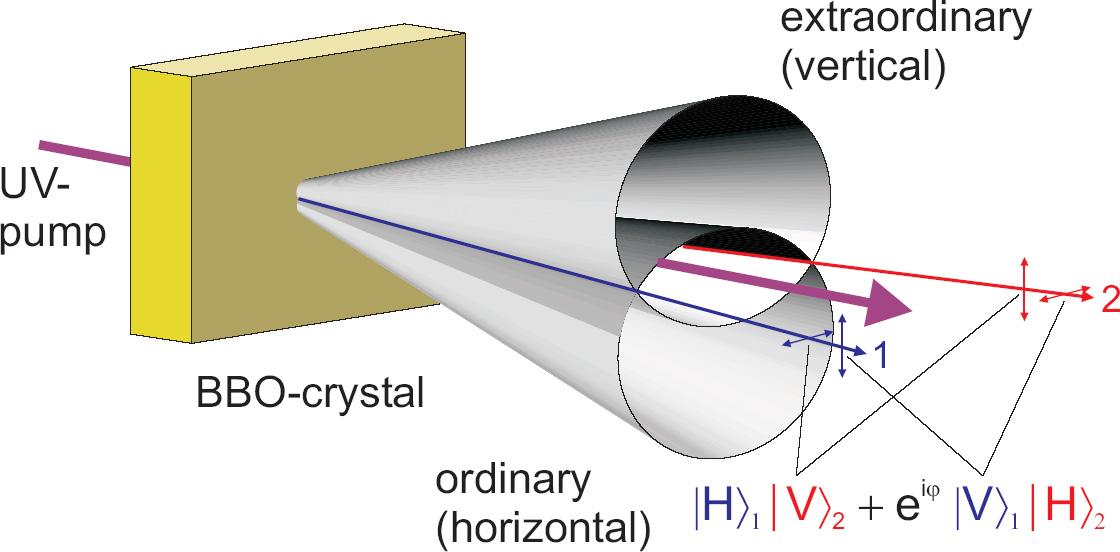 extraordinary
(vertical)
UV-
pump
BBO-crystal
2
1
ordinary
(horizontal)
|H⟩₁|V⟩₂ + e^{iφ} |V⟩₁|H⟩₂